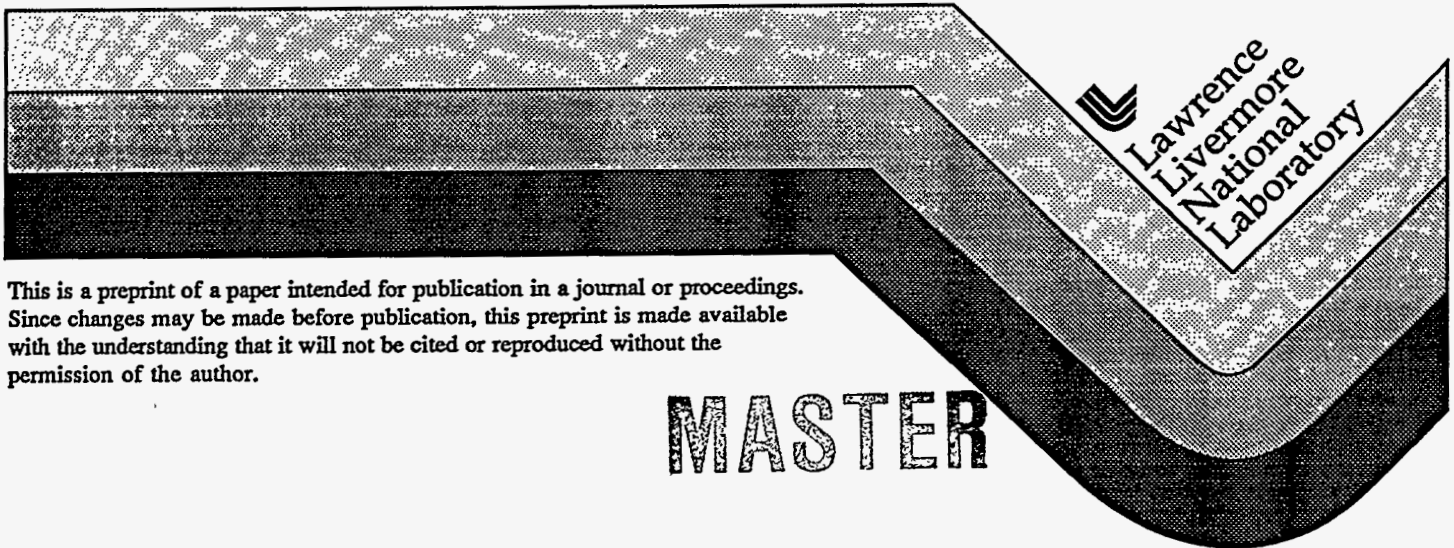 Lawrence
Livermore
National
Laboratory
This is a preprint of a paper intended for publication in a journal or proceedings.
Since changes may be made before publication, this preprint is made available
with the understanding that it will not be cited or reproduced without the
permission of the author.
MASTER